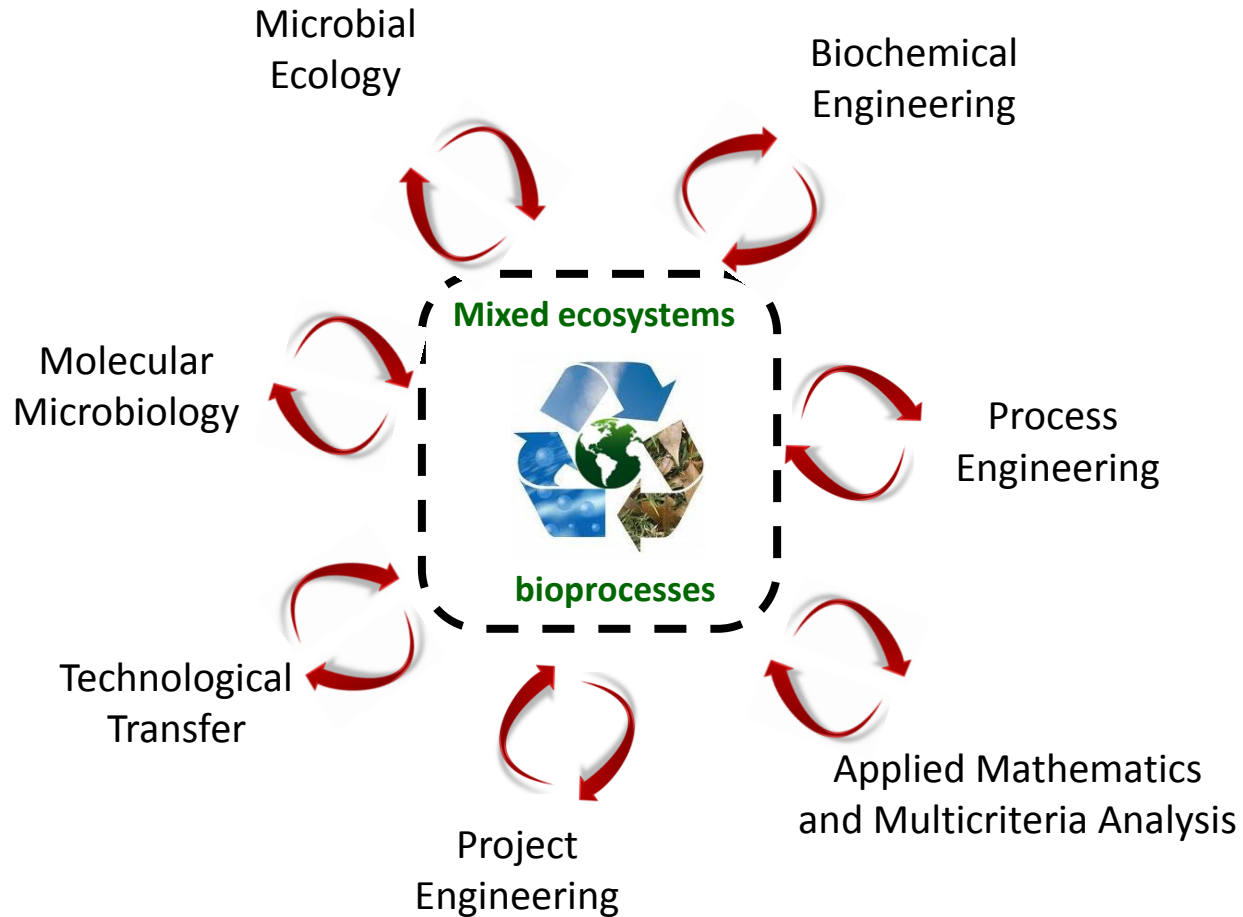 Microbial
Ecology
Biochemical
Engineering
Mixed ecosystems
Molecular
Microbiology
Process
Engineering
bioprocesses
Technological
Transfer
Applied Mathematics
and Multicriteria Analysis
Project
Engineering